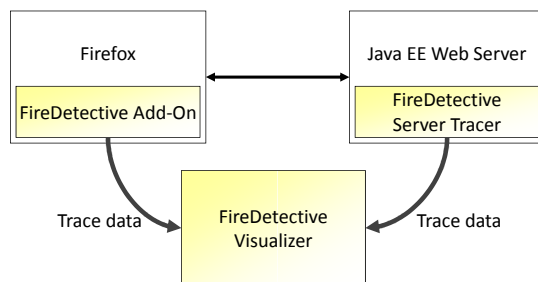 Firefox
Java EE Web Server
FireDetective Add-On
FireDetective
Server Tracer
Trace data
FireDetective
Visualizer
Trace data